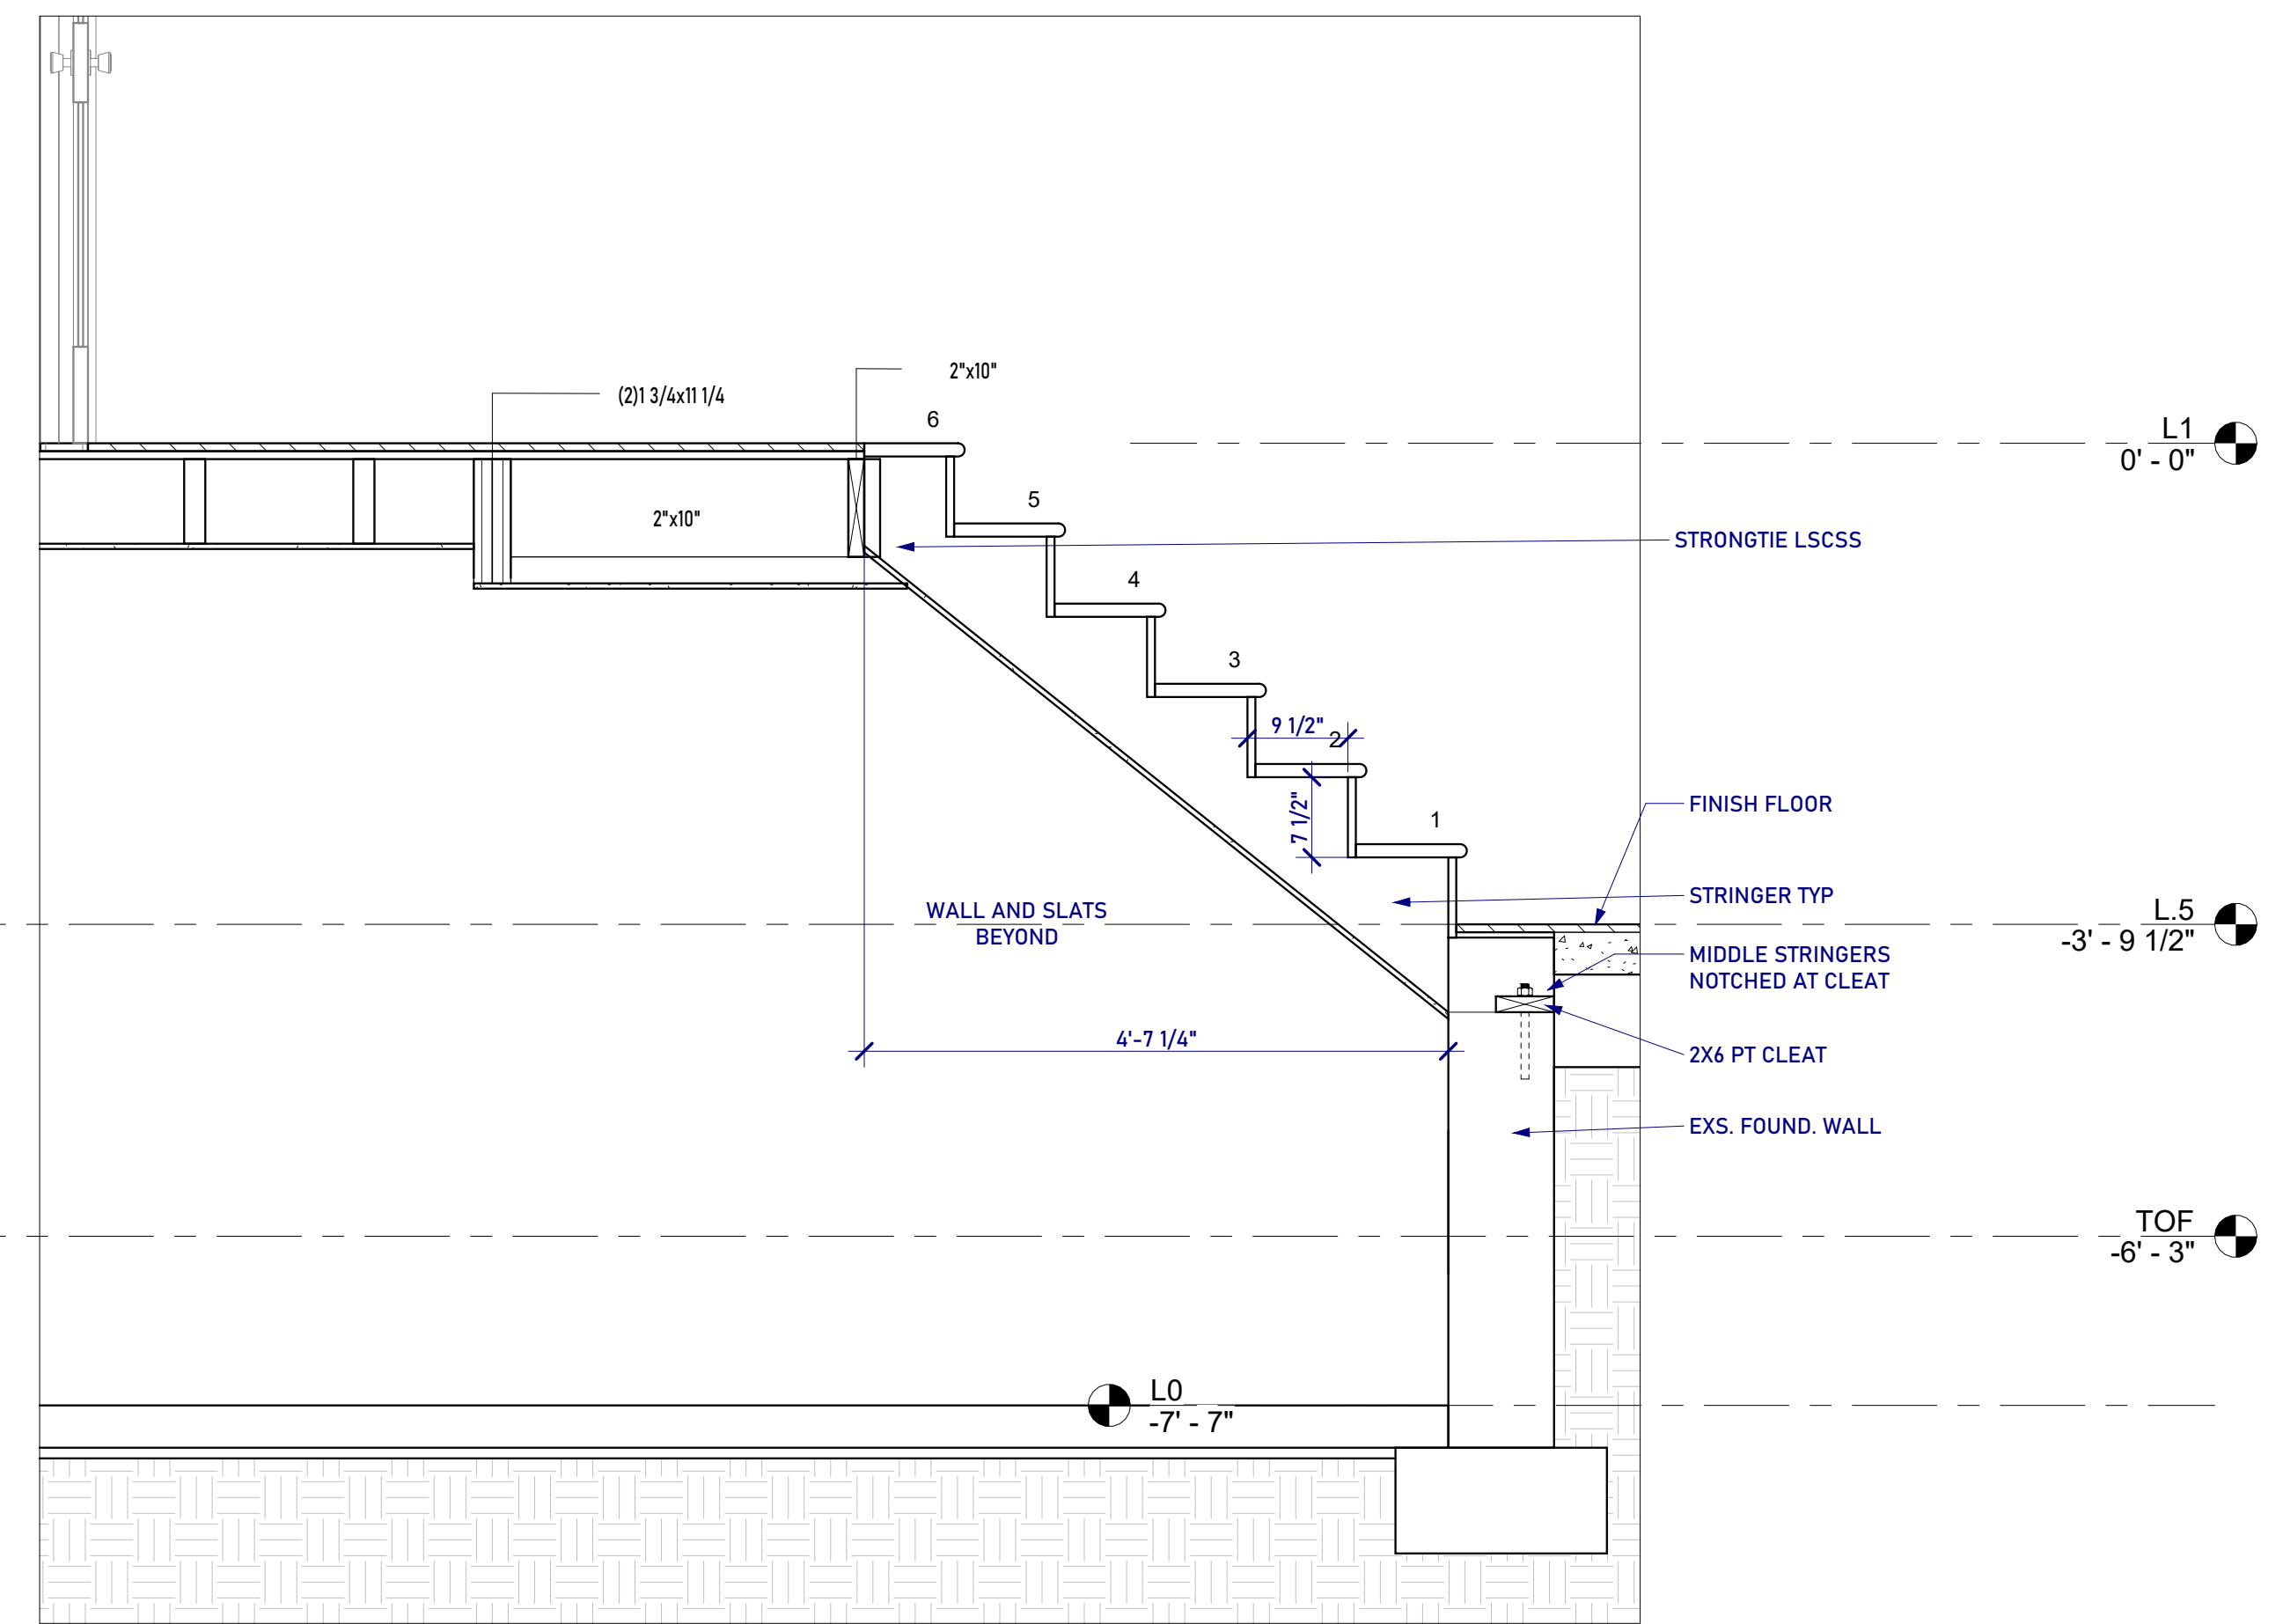 2"x10"
(2)1 3/4x11 1/4
6
L1
0' - 0"
5
2"x10"
STRONGTIE LSCSS
4
3
9 1/2"
2
7 1/2"
1
FINISH FLOOR
STRINGER TYP
WALL AND SLATS
BEYOND
L.5
-3' - 9 1/2"
MIDDLE STRINGERS
NOTCHED AT CLEAT
4'-7 1/4"
2X6 PT CLEAT
EXS. FOUND. WALL
TOF
-6' - 3"
L0
-7' - 7"